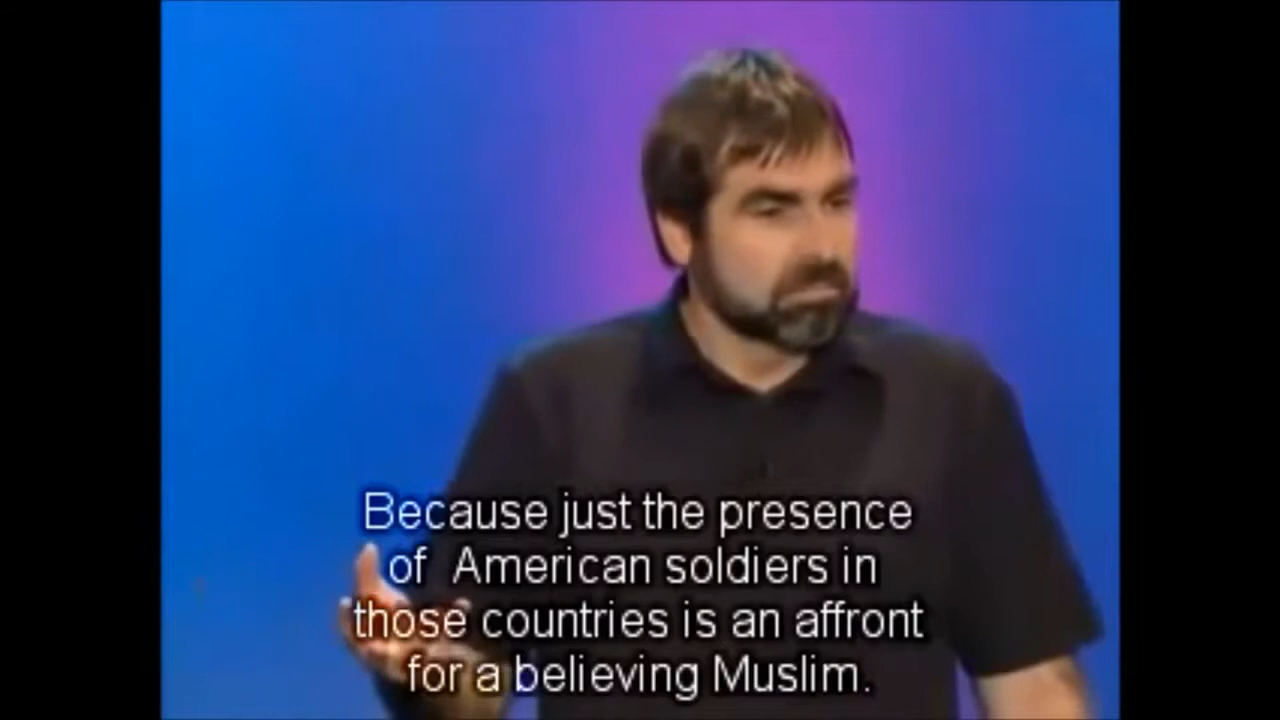 Because just the presence
of American soldiers in
those countries is an affront
for a believing Muslim.